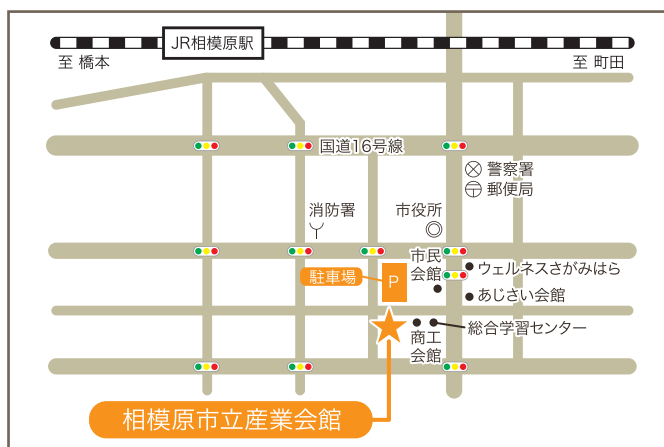 JR相模原駅
至 橋本
至 町田
国道16号線
警察署
郵便局
消防署
市役所
市民
会館
ウェルネスさがみはら
駐車場
P
あじさい会館
総合学習センター
商工
会館
相模原市立産業会館